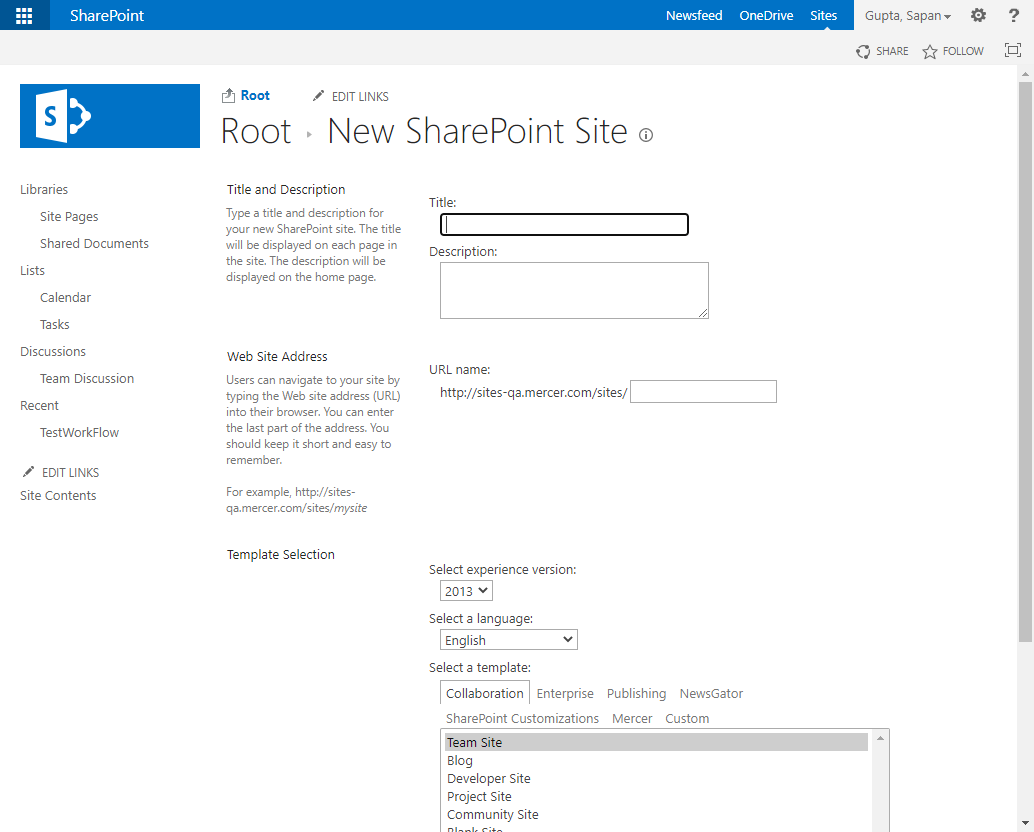 SharePoint
Newsfeed OneDrive Sites Gupta, Sapan ?
SHARE FOLLOW
S
Root EDIT LINKS
Root New SharePoint Site
Libraries
Site Pages
Shared Documents
Lists
Calendar
Tasks
Discussions
Team Discussion
Recent
TestWorkFlow
EDIT LINKS
Site Contents
Title and Description
Type a title and description for
your new SharePoint site. The title
will be displayed on each page in
the site. The description will be
displayed on the home page.
Title:
Description:
Web Site Address
Users can navigate to your site by
typing the Web site address (URL)
into their browser. You can enter
the last part of the address. You
should keep it short and easy to
remember.
For example, http://sites-
qa.mercer.com/sites/mysite
URL name:
http://sites-qa.mercer.com/sites/
Template Selection
Select experience version:
2013
Select a language:
English
Select a template:
Collaboration Enterprise Publishing NewsGator
SharePoint Customizations Mercer Custom
Team Site
Blog
Developer Site
Project Site
Community Site
Blank Site